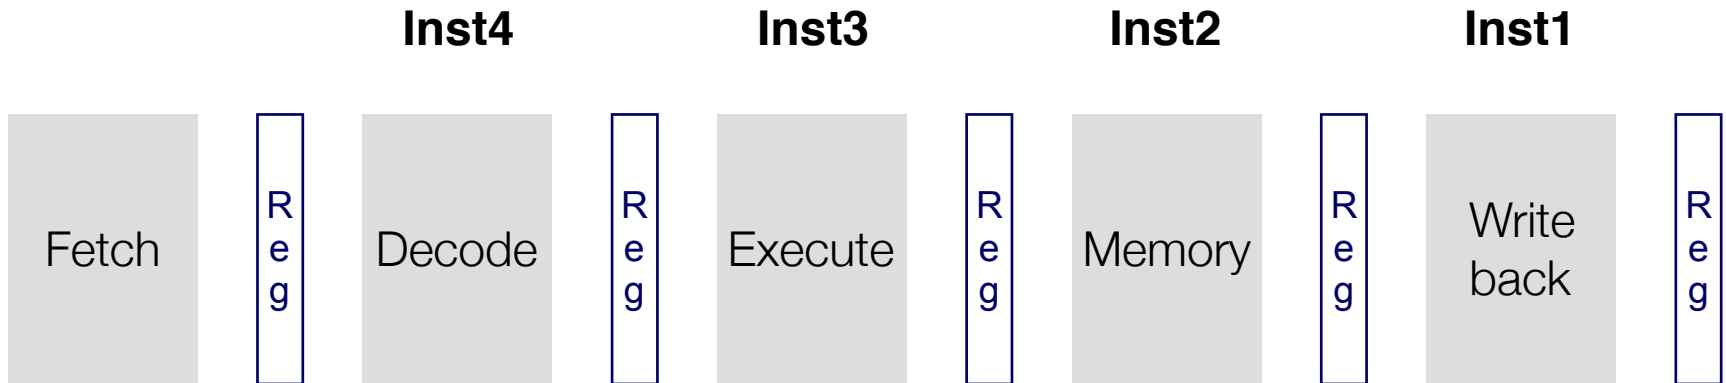 Inst4 Inst3 Inst2 Inst1
Fetch
R
e
g
Decode
R
e
g
Execute
R
e
g
Memory
R
e
g
Write
back
R
e
g